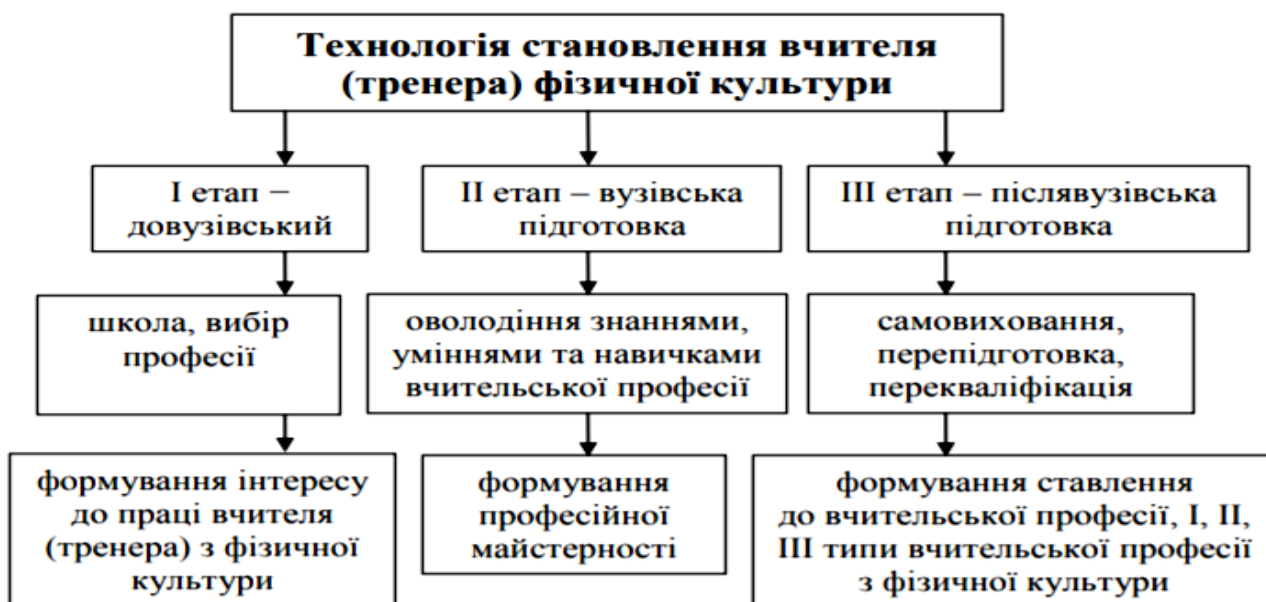 Технологія становлення вчителя
(тренера) фізичної культури
І етап –
довузівський
ІІ етап – вузівська
підготовка
ІІІ етап – післявузівська
підготовка
школа, вибір
професії
оволодіння знаннями,
уміннями та навичками
вчительської професії
самовиховання,
перепідготовка,
перекваліфікація
формування інтересу
до праці вчителя
(тренера) з фізичної
культури
формування
професійної
майстерності
формування ставлення
до вчительської професії, І, ІІ,
ІІІ типи вчительської професії
з фізичної культури